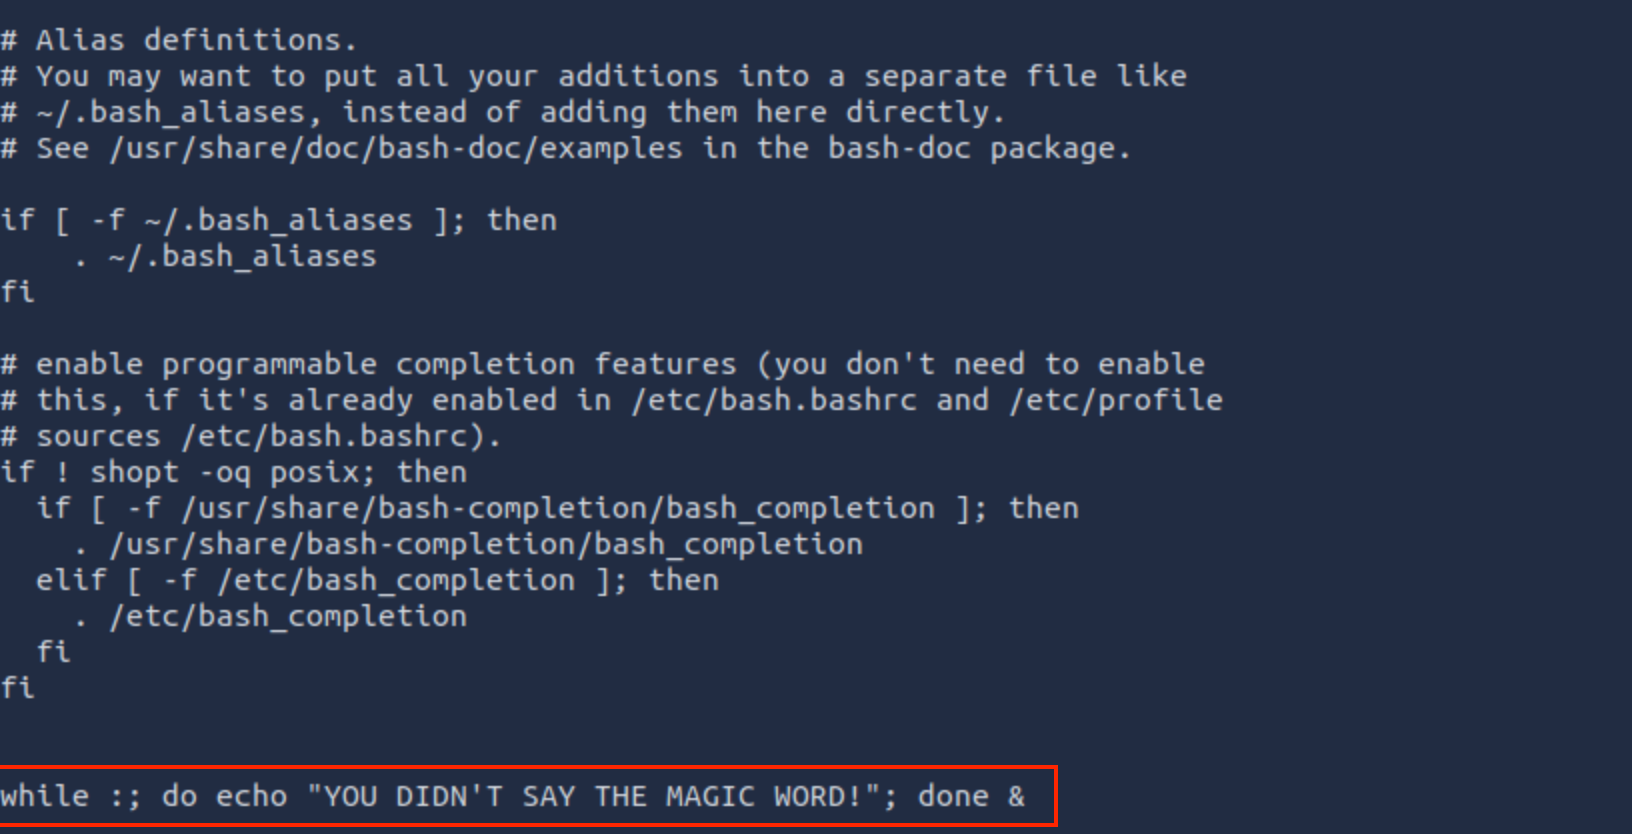 # Alias definitions.
# You may want to put all your additions into a separate file like
# ~/.bash_aliases, instead of adding them here directly.
# See /usr/share/doc/bash-doc/examples in the bash-doc package.
if [ -f ~/.bash_aliases ]; then
    . ~/.bash_aliases
fi
# enable programmable completion features (you don't need to enable
# this, if it's already enabled in /etc/bash.bashrc and /etc/profile
# sources /etc/bash.bashrc).
if ! shopt -oq posix; then
  if [ -f /usr/share/bash-completion/bash_completion ]; then
    . /usr/share/bash-completion/bash_completion
  elif [ -f /etc/bash_completion ]; then
    . /etc/bash_completion
  fi
fi
while :; do echo "YOU DIDN'T SAY THE MAGIC WORD!"; done &